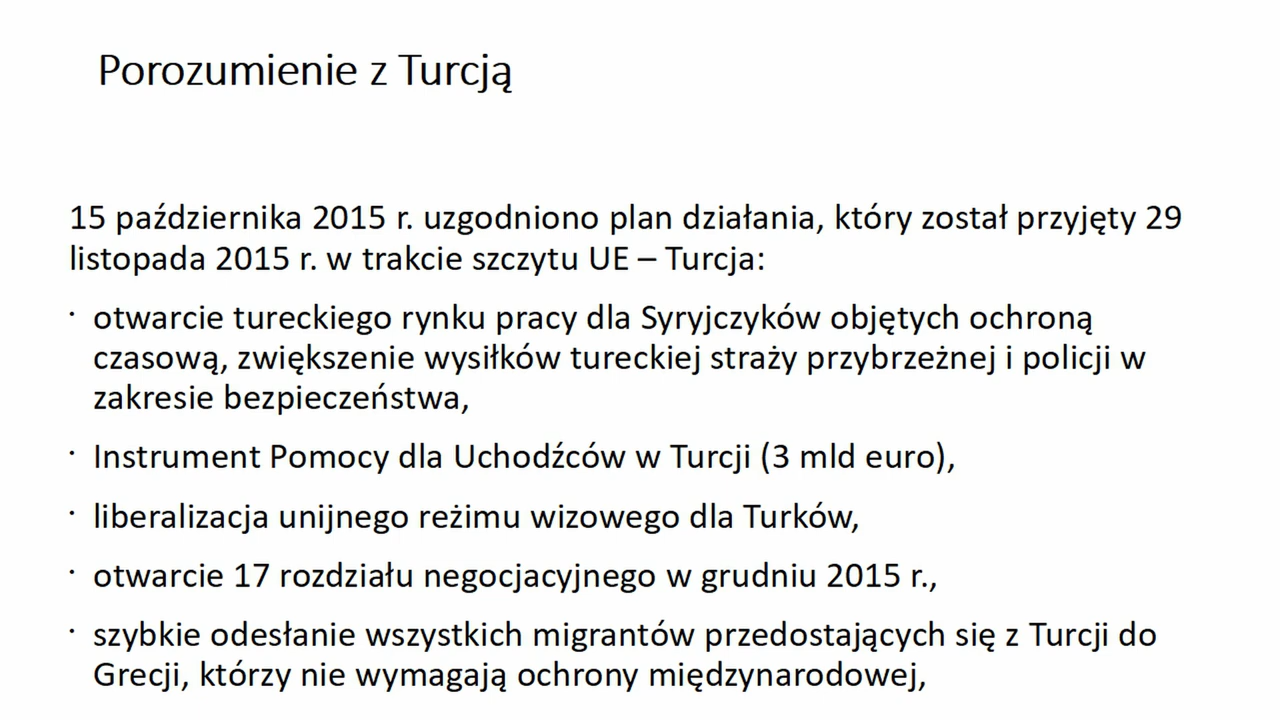 Porozumienie z Turcją
15 października 2015 r. uzgodniono plan działania, który został przyjęty 29
listopada 2015 r. w trakcie szczytu UE – Turcja:
· otwarcie tureckiego rynku pracy dla Syryjczyków objętych ochroną
czasową, zwiększenie wysiłków tureckiej straży przybrzeżnej i policji w
zakresie bezpieczeństwa,
· Instrument Pomocy dla Uchodźców w Turcji (3 mld euro),
· liberalizacja unijnego reżimu wizowego dla Turków,
· otwarcie 17 rozdziału negocjacyjnego w grudniu 2015 r.,
· szybkie odesłanie wszystkich migrantów przedostających się z Turcji do
Grecji, którzy nie wymagają ochrony międzynarodowej,